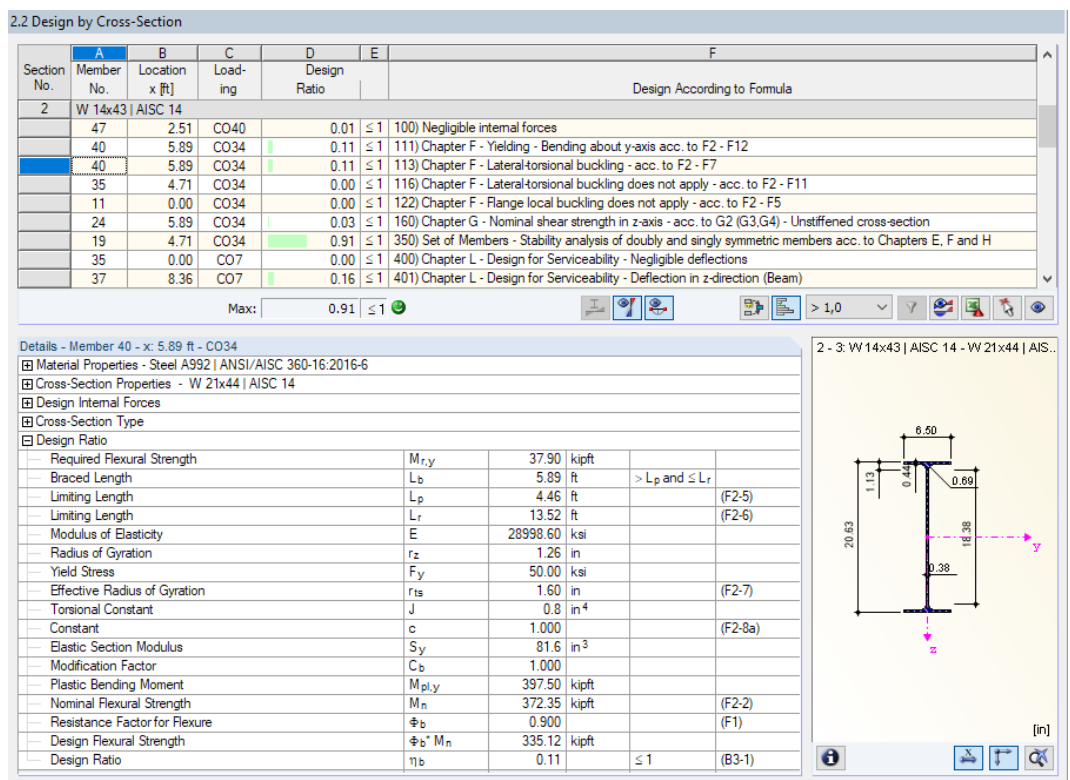 2.2 Design by Cross-Section
A B C D E F
Section Member Location Load- Design
No. No. x [ft] ing Ratio Design According to Formula
2 W 14x43 | AISC 14
47 2.51 CO40 0.01 ≤ 1 100) Negligible internal forces
40 5.89 CO34 0.11 ≤ 1 111) Chapter F - Yielding - Bending about y-axis acc. to F2 - F12
40 5.89 CO34 0.11 ≤ 1 113) Chapter F - Lateral-torsional buckling - acc. to F2 - F7
35 4.71 CO34 0.00 ≤ 1 116) Chapter F - Lateral-torsional buckling does not apply - acc. to F2 - F11
11 0.00 CO34 0.00 ≤ 1 122) Chapter F - Flange local buckling does not apply - acc. to F2 - F5
24 5.89 CO34 0.03 ≤ 1 160) Chapter G - Nominal shear strength in z-axis - acc. to G2 (G3,G4) - Unstiffened cross-section
19 4.71 CO34 0.91 ≤ 1 350) Set of Members - Stability analysis of doubly and singly symmetric members acc. to Chapters E, F and H
35 0.00 CO7 0.00 ≤ 1 400) Chapter L - Design for Serviceability - Negligible deflections
37 8.36 CO7 0.16 ≤ 1 401) Chapter L - Design for Serviceability - Deflection in z-direction (Beam)
Max: 0.91 ≤ 1 > 1,0
Details - Member 40 - x: 5.89 ft - CO34
Material Properties - Steel A992 | ANSI/AISC 360-16:2016-6
Cross-Section Properties - W 21x44 | AISC 14
Design Internal Forces
Cross-Section Type
Design Ratio
Required Flexural Strength Mr,y 37.90 kipft
Braced Length Lb 5.89 ft > Lp and ≤ Lr
Limiting Length Lp 4.46 ft (F2-5)
Limiting Length Lr 13.52 ft (F2-6)
Modulus of Elasticity E 28998.60 ksi
Radius of Gyration rz 1.26 in
Yield Stress Fy 50.00 ksi
Effective Radius of Gyration rts 1.60 in (F2-7)
Torsional Constant J 0.8 in4
Constant c 1.000 (F2-8a)
Elastic Section Modulus Sy 81.6 in3
Modification Factor Cb 1.000
Plastic Bending Moment Mpl,y 397.50 kipft
Nominal Flexural Strength Mn 372.35 kipft (F2-2)
Resistance Factor for Flexure Φb 0.900 (F1)
Design Flexural Strength Φb* Mn 335.12 kipft
Design Ratio ηb 0.11 ≤ 1 (B3-1)
2 - 3: W 14x43 | AISC 14 - W 21x44 | AIS..
6.50
1.13
0.44
0.69
20.63
18.38
y
0.38
z
[in]